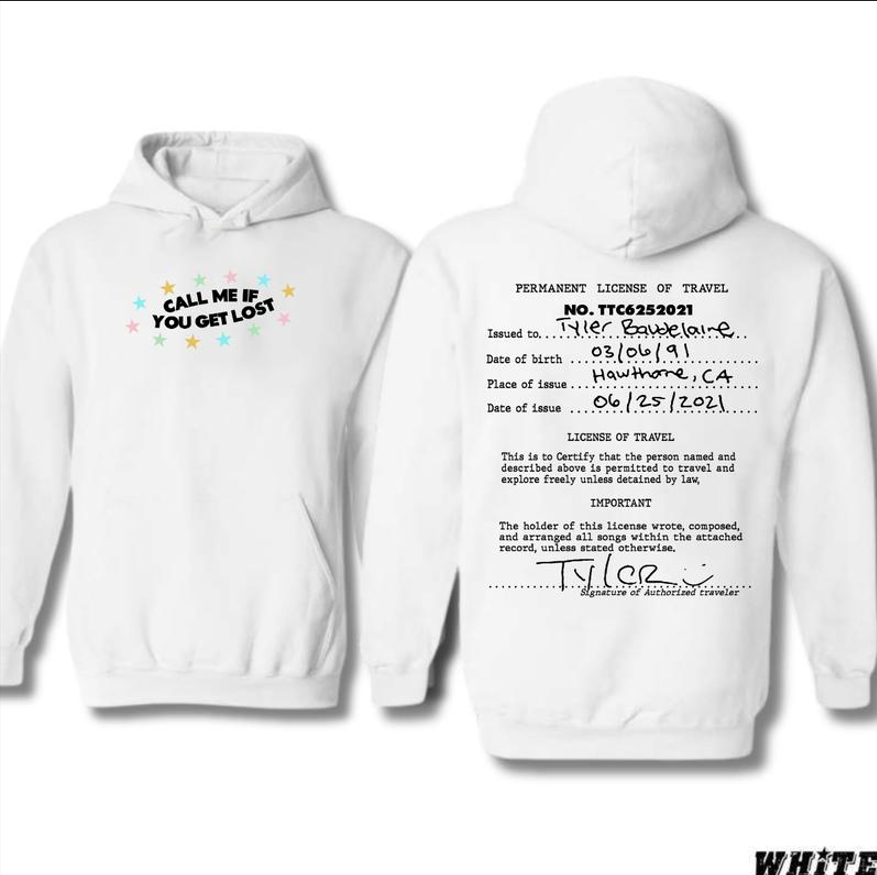 CALL ME IF
YOU GET LOST
PERMANENT LICENSE OF TRAVEL
NO. TTC6252021
Issued to... Tyler Baudelaire
Date of birth ... 03/06/91
Place of issue ... Hawthorne, CA
Date of issue .... 06/25/2021
LICENSE OF TRAVEL
This is to Certify that the person named and
described above is permitted to travel and
explore freely unless detained by law,
IMPORTANT
The holder of this license wrote, composed,
and arranged all songs within the attached
record, unless stated otherwise.
TYLER
Signature of Authorized traveler
WHITE